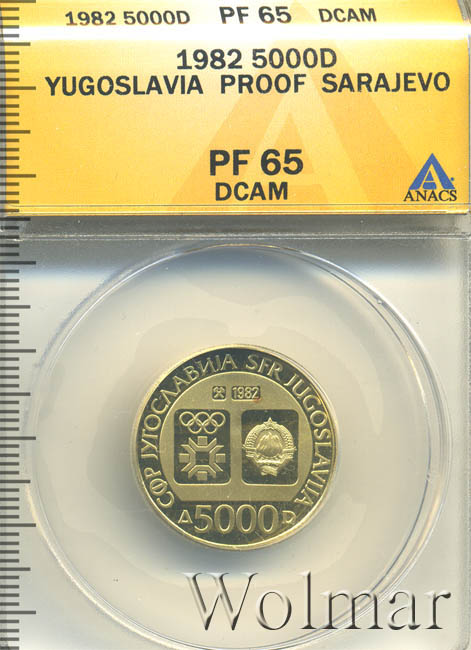 1982 5000D PF 65 DCAM
1982 5000D
YUGOSLAVIA PROOF SARAJEVO
PF 65
DCAM
ANACS
СФР ЈУГОСЛАВИЈА SFR JUGOSLAVIJA
1982
Д 5000 D
Wolmar